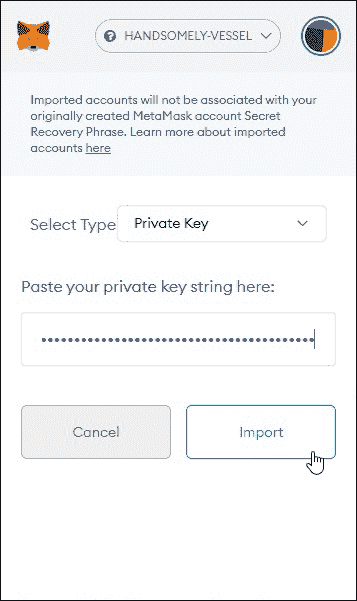 HANDSOMELY-VESSEL
Imported accounts will not be associated with your
originally created MetaMask account Secret
Recovery Phrase. Learn more about imported
accounts here
Select Type
Private Key
Paste your private key string here:
Cancel
Import